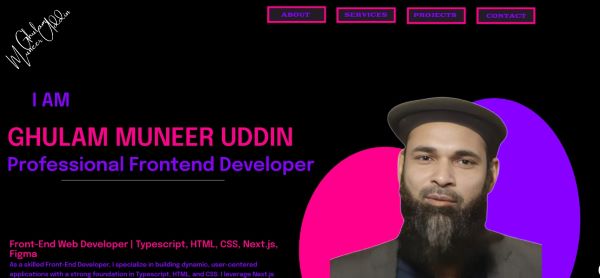 M. Ghulam
Muneer Uddin
ABOUT
SERVICES
PROJECTS
CONTACT
I AM
GHULAM MUNEER UDDIN
Professional Frontend Developer
Front-End Web Developer | Typescript, HTML, CSS, Next.js,
Figma
As a skilled Front-End Developer, I specialize in building dynamic, user-centered
applications with a strong foundation in Typescript, HTML, and CSS. I leverage Next.js